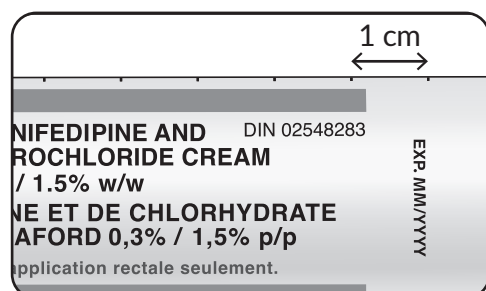 1 cm
NIFEDIPINE AND DIN 02548283
ROCHLORIDE CREAM
/ 1.5% w/w
NE ET DE CHLORHYDRATE
AFORD 0,3% / 1,5% p/p
application rectale seulement.
EXP. MM/YYYY